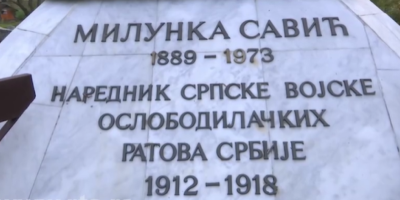 МИЛУНКА САВИЋ
1889 – 1973
НАРЕДНИК СРПСКЕ ВОЈСКЕ
ОСЛОБОДИЛАЧКИХ
РАТОВА СРБИЈЕ
1912 – 1918